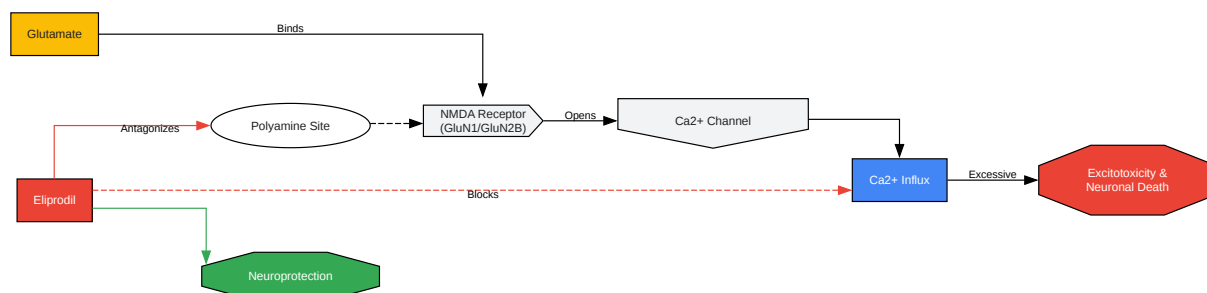 Glutamate
Binds
Antagonizes
Polyamine Site
NMDA Receptor
(GluN1/GluN2B)
Opens
Ca2+ Channel
Eliprodil
Blocks
Ca2+ Influx
Excessive
Excitotoxicity &
Neuronal Death
Neuroprotection